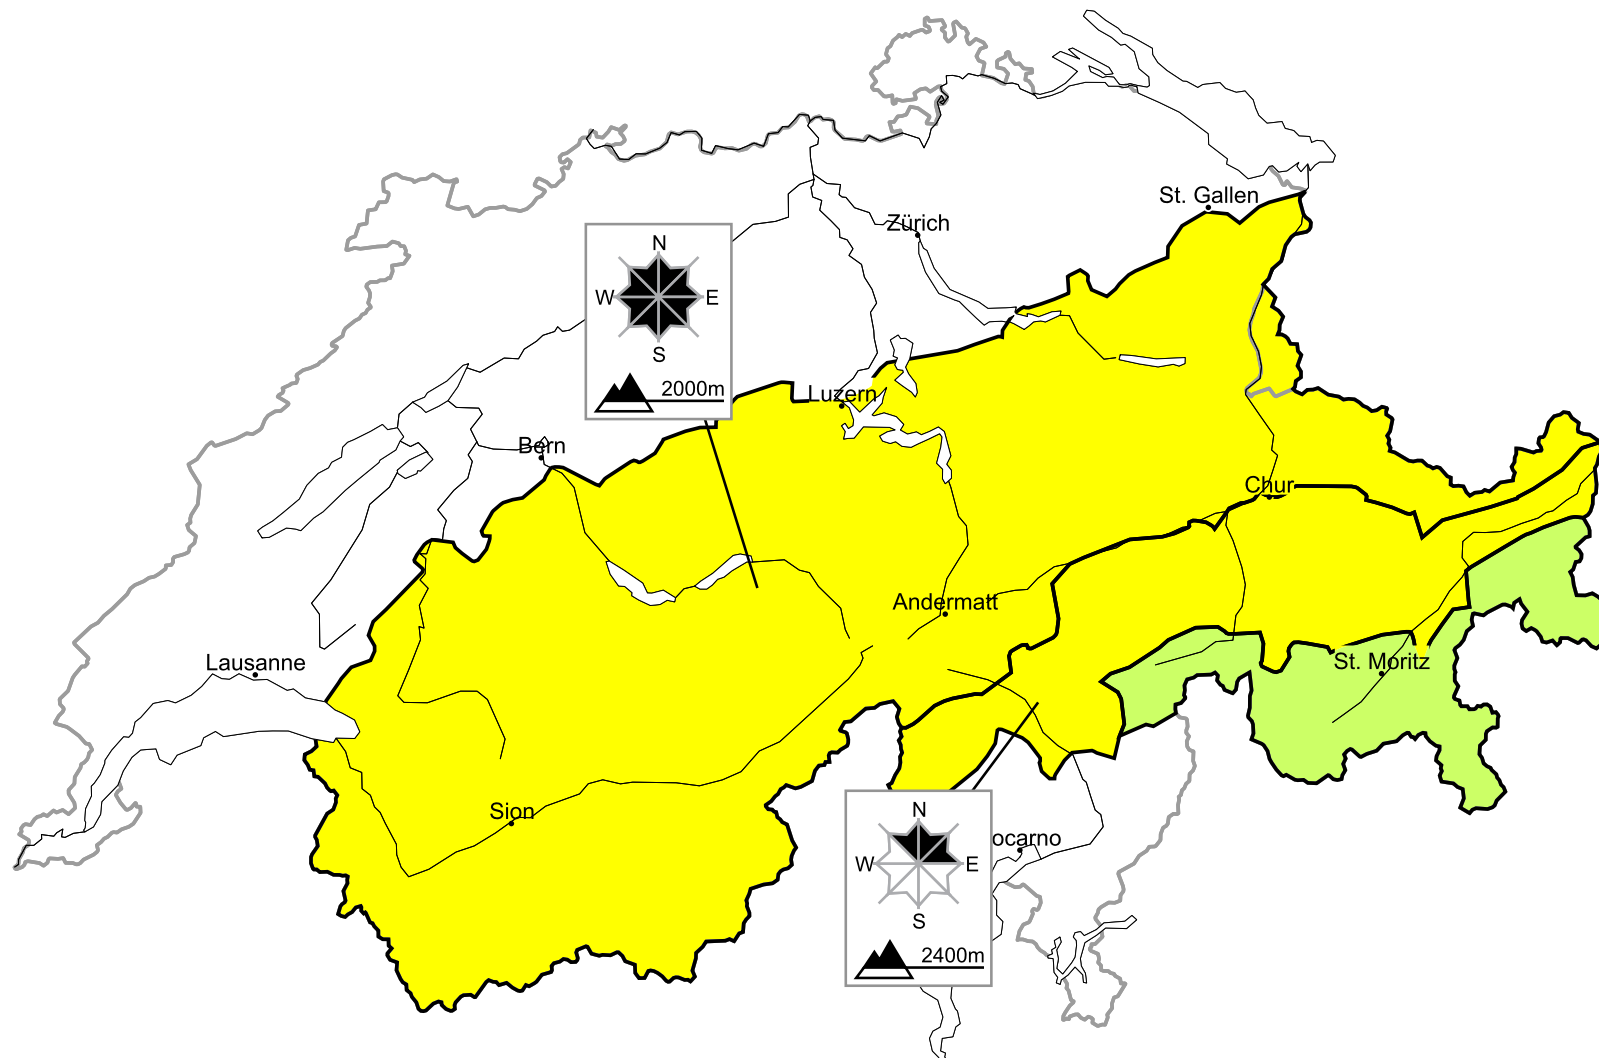 St. Gallen
Zürich
N
W E
S
2000m
Luzern
Bern
Chur
Andermatt
Lausanne
St. Moritz
Sion
N
W E
S
2400m
ocarno